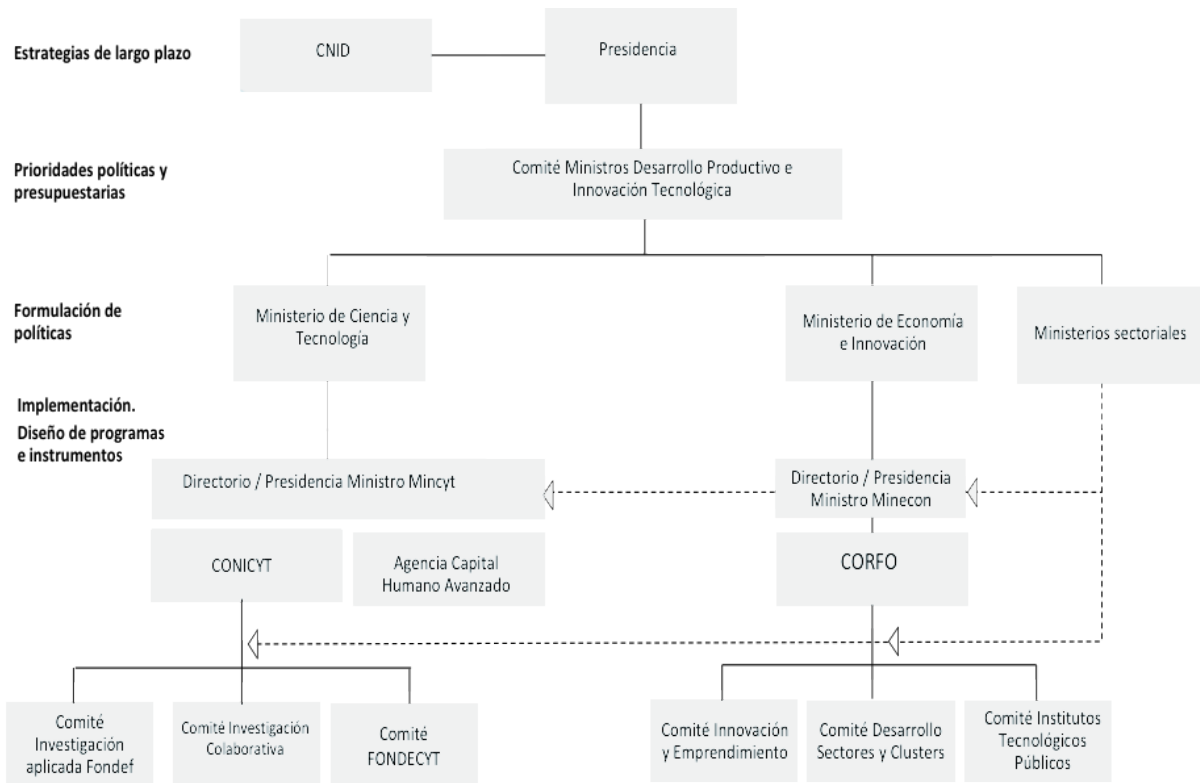 Estrategias de largo plazo
CNID
Presidencia
Prioridades políticas y
presupuestarias
Comité Ministros Desarrollo Productivo e
Innovación Tecnológica
Formulación de
políticas
Ministerio de Ciencia y
Tecnología
Ministerio de Economía
e Innovación
Ministerios sectoriales
Implementación.
Diseño de programas
e instrumentos
Directorio / Presidencia Ministro Mincyt
Directorio / Presidencia
Ministro Minecon
CONICYT
Agencia Capital
Humano Avanzado
CORFO
Comité
Investigación
aplicada Fondef
Comité Investigación
Colaborativa
Comité
FONDECYT
Comité Innovación
y Emprendimiento
Comité Desarrollo
Sectores y Clusters
Comité Institutos
Tecnológicos
Públicos